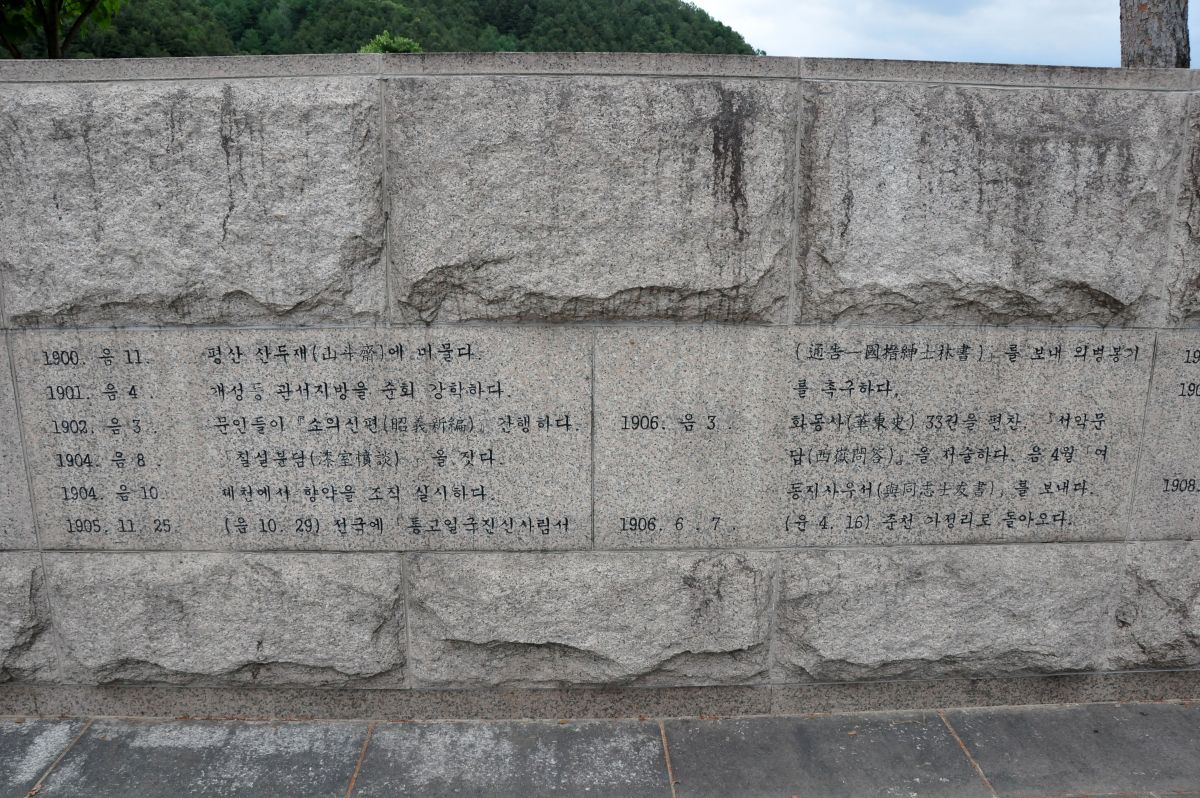 1900. 음 11. 평산 산두재(山斗齋)에 머물다.
1901. 음 4 . 개성등 관서지방을 순회 강학하다.
1902. 음 3 . 문인들이 『소의신편(昭義新編)』 간행하다.
1904. 음 8 . 「칠실분담(漆室憤談) 」을 짓다.
1904. 음 10 . 제천에서 향약을 조직 실시하다.
1905. 11. 25 (음 10. 29) 전국에 「통고일국진신사림서
(通告一國搢紳士林書)」를 보내 의병봉기
를 촉구하다.
1906. 음 3 . 화동사(華東史) 33권을 편찬. 「서악문
답(西嶽問答)」을 저술하다. 음 4월 「여
동지사우서(與同志士友書)」를 보내다.
1906. 6 . 7 (윤 4. 16) 춘천 가정리로 돌아오다.
19
190
1908.